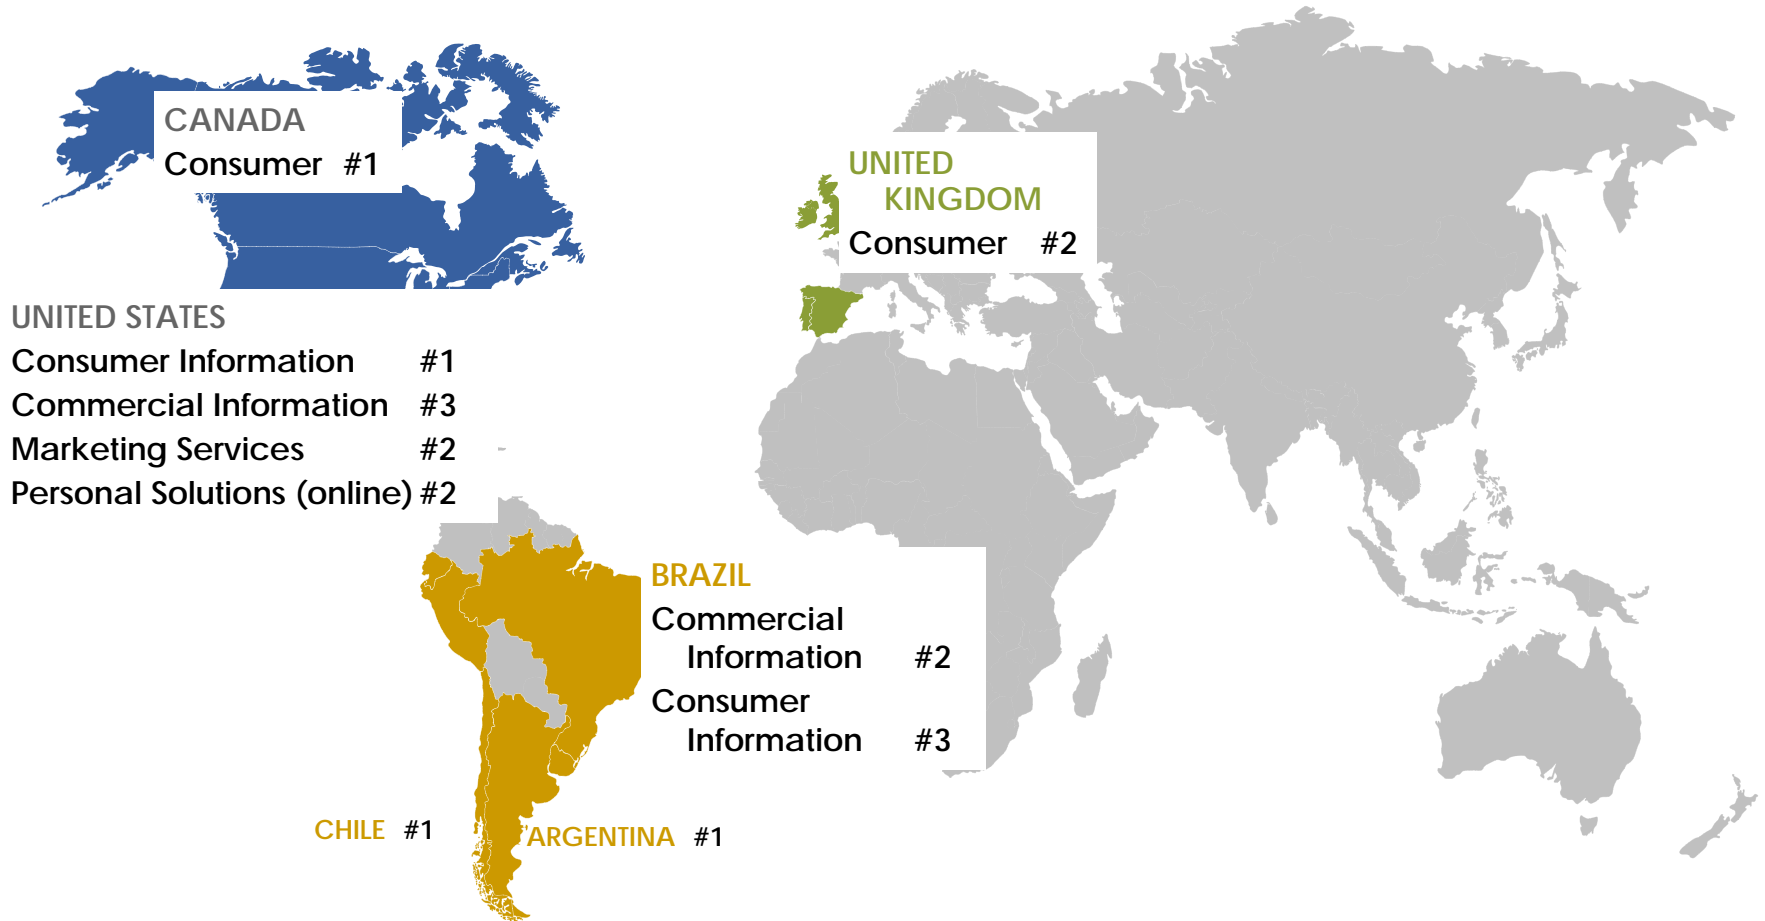 CANADA
Consumer #1
UNITED
KINGDOM
Consumer #2
UNITED STATES
Consumer Information #1
Commercial Information #3
Marketing Services #2
Personal Solutions (online) #2
BRAZIL
Commercial
Information #2
Consumer
Information #3
CHILE #1
ARGENTINA #1